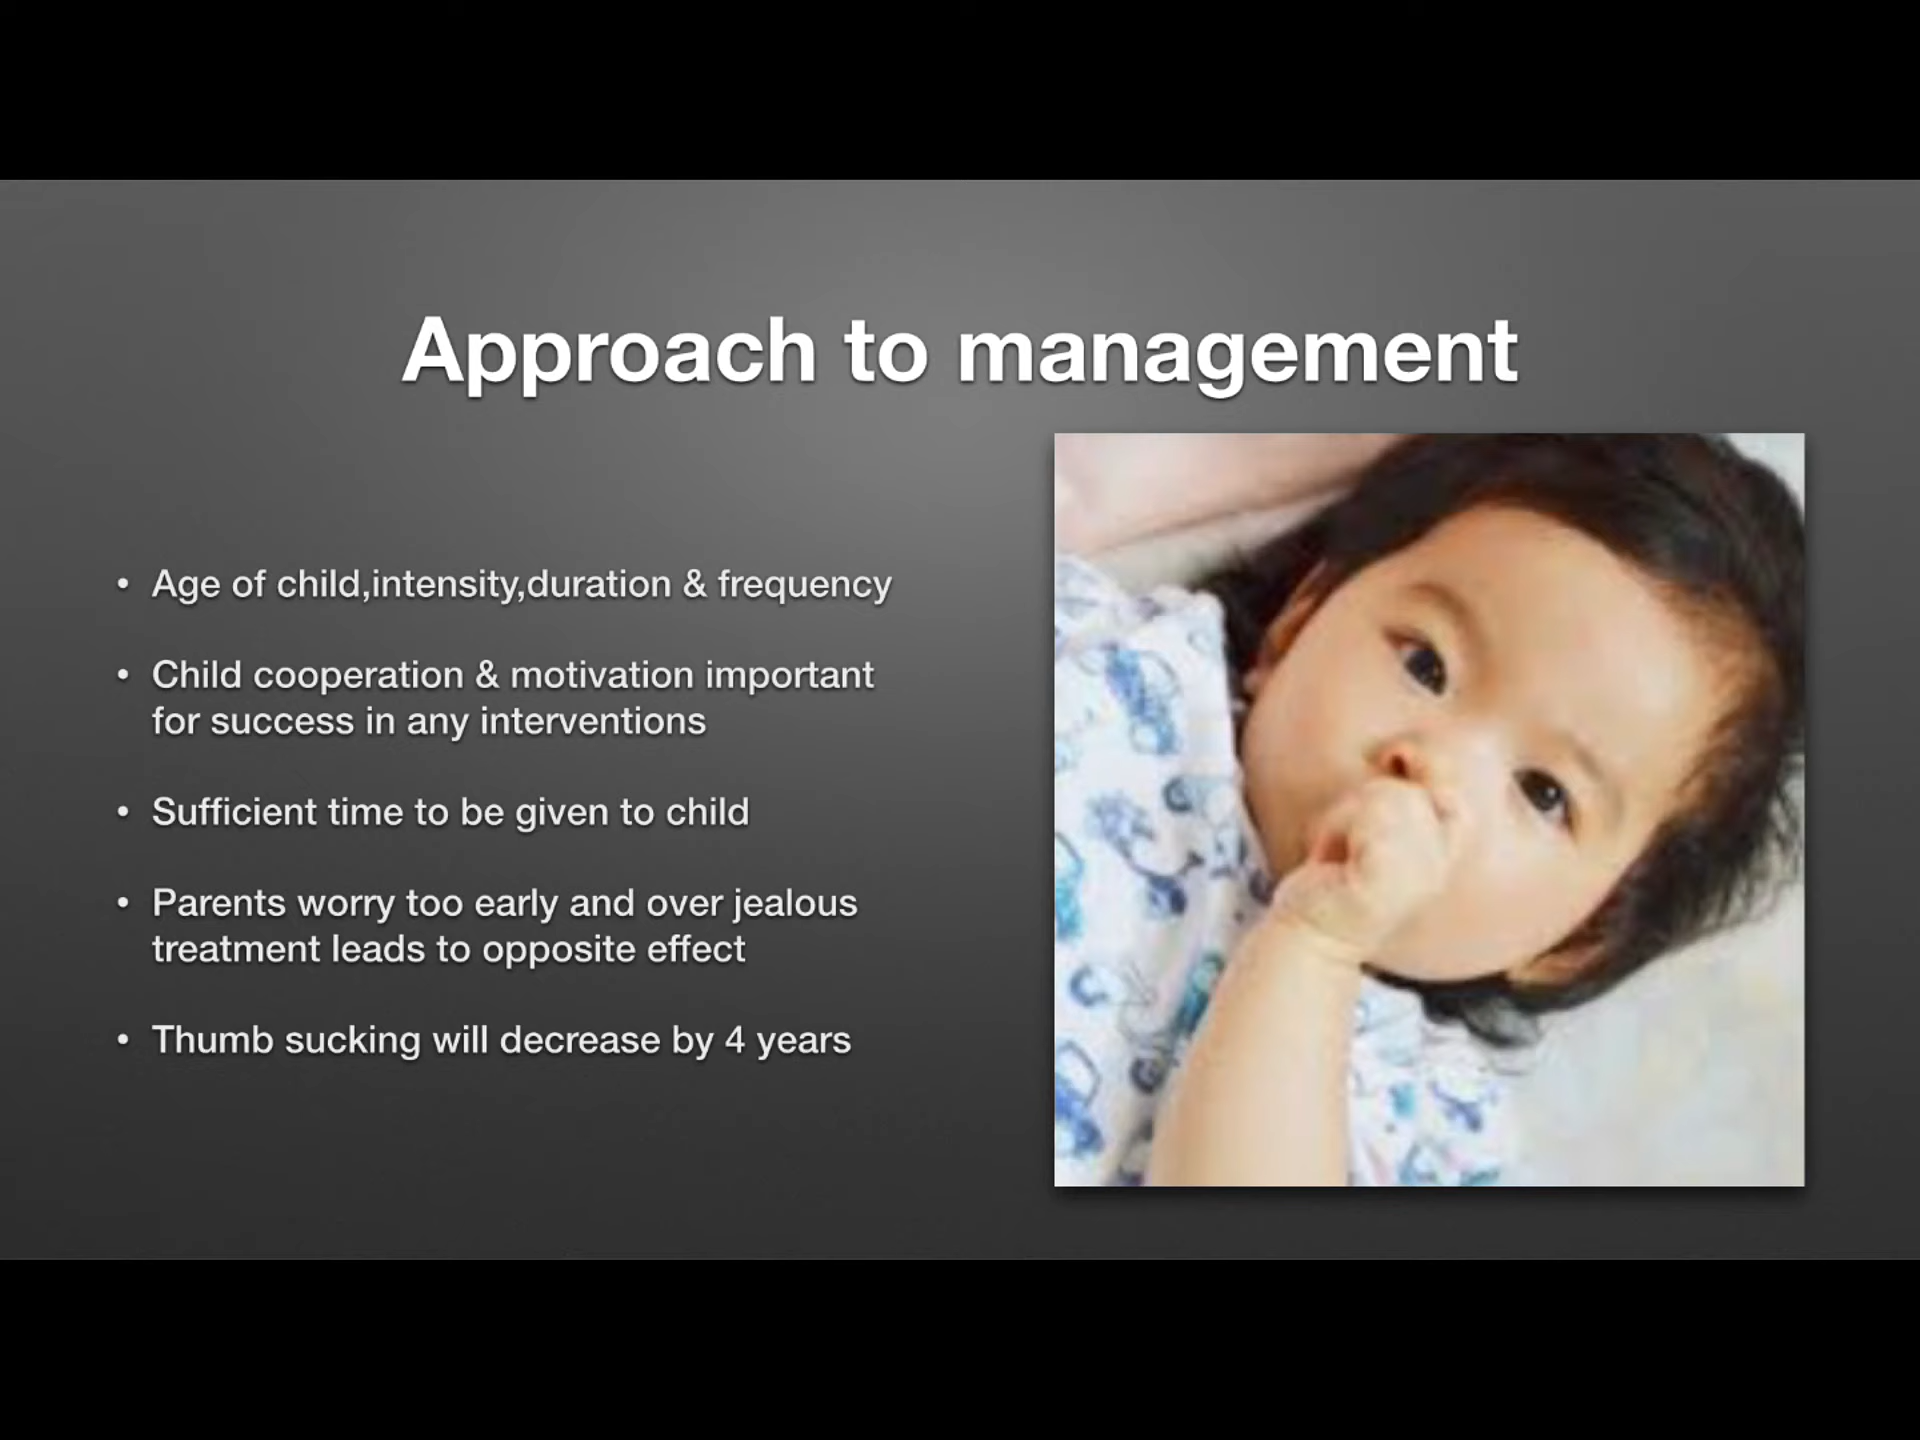 Approach to management
• Age of child,intensity,duration & frequency
• Child cooperation & motivation important
for success in any interventions
• Sufficient time to be given to child
• Parents worry too early and over jealous
treatment leads to opposite effect
• Thumb sucking will decrease by 4 years